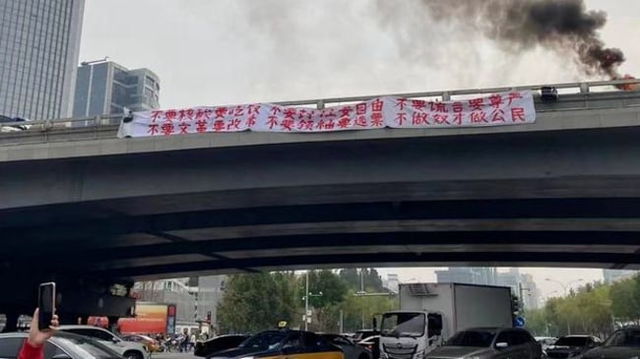 不要核酸要吃饭 不要封控要自由 不要谎言要尊严
不要文革要改革 不要领袖要选票 不做奴才做公民